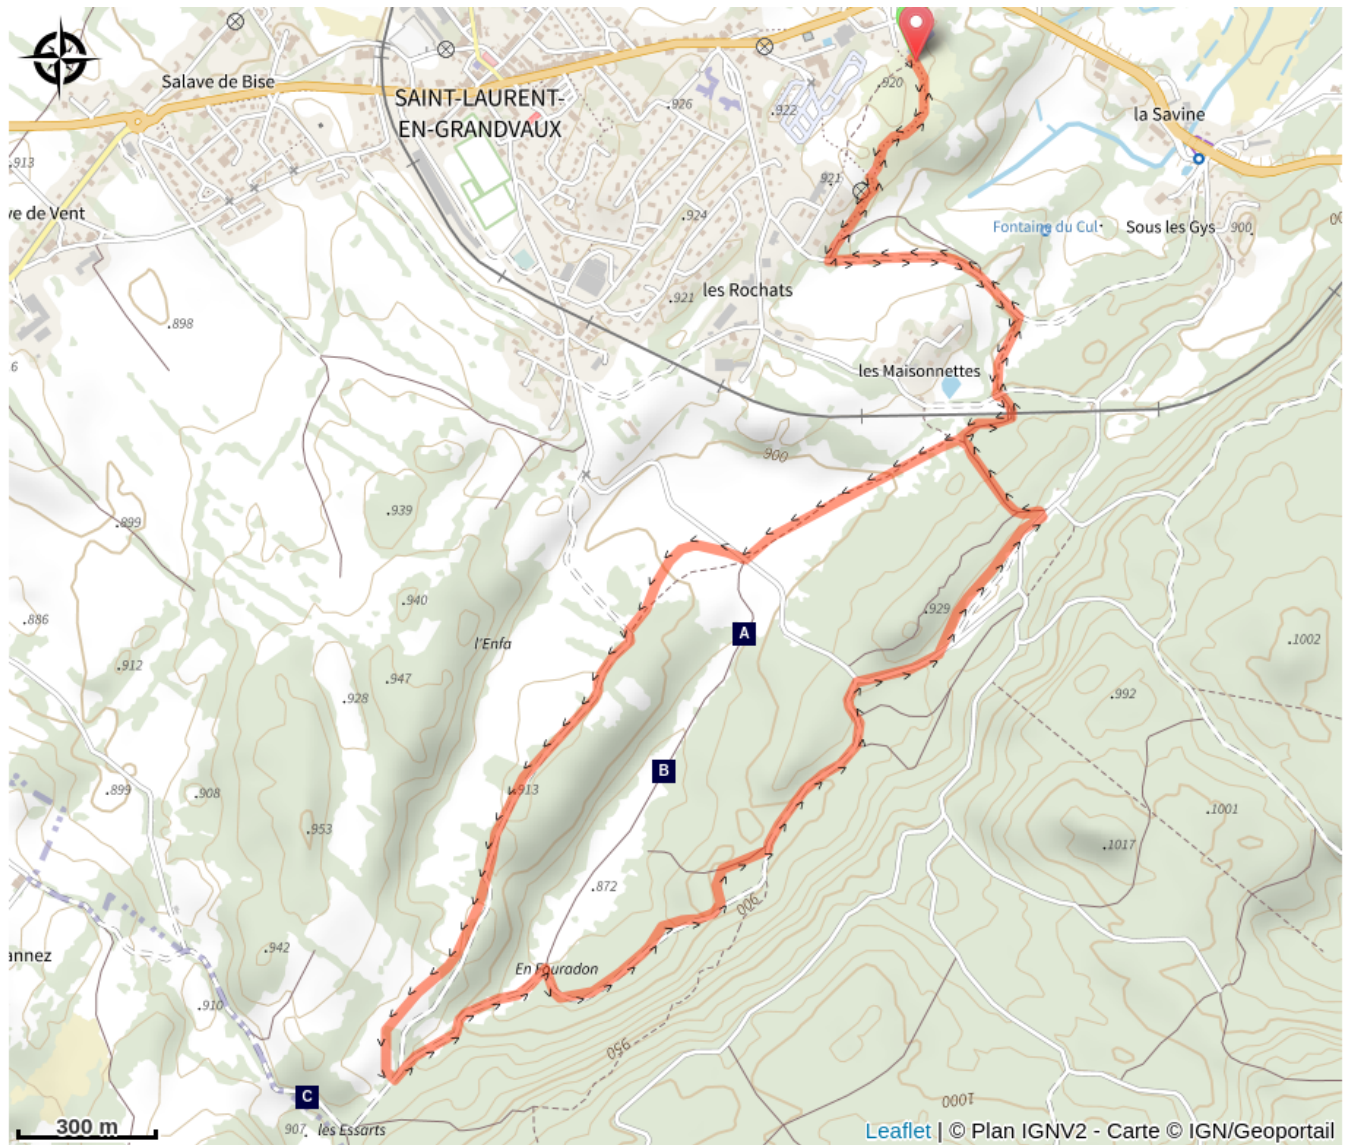 Salave de Bise
SAINT-LAURENT-
EN-GRANDVAUX
.926
.922
.920
la Savine
.913
921
ve de Vent
.924
Fontaine du Cul
Sous les Gys
900
.921
les Rochats
.898
6
les Maisonnettes
900
.939
.899
.940
.929
.886
l'Enfa
A
.1002
.912
.947
.928
.992
B
.913
.899
.908
.1001
.953
.1017
.872
900
.942
annez
En Fouradon
.910
950
1000
C
907.
les Essarts
300 m
Leaflet | © Plan IGNV2 - Carte © IGN/Geoportail